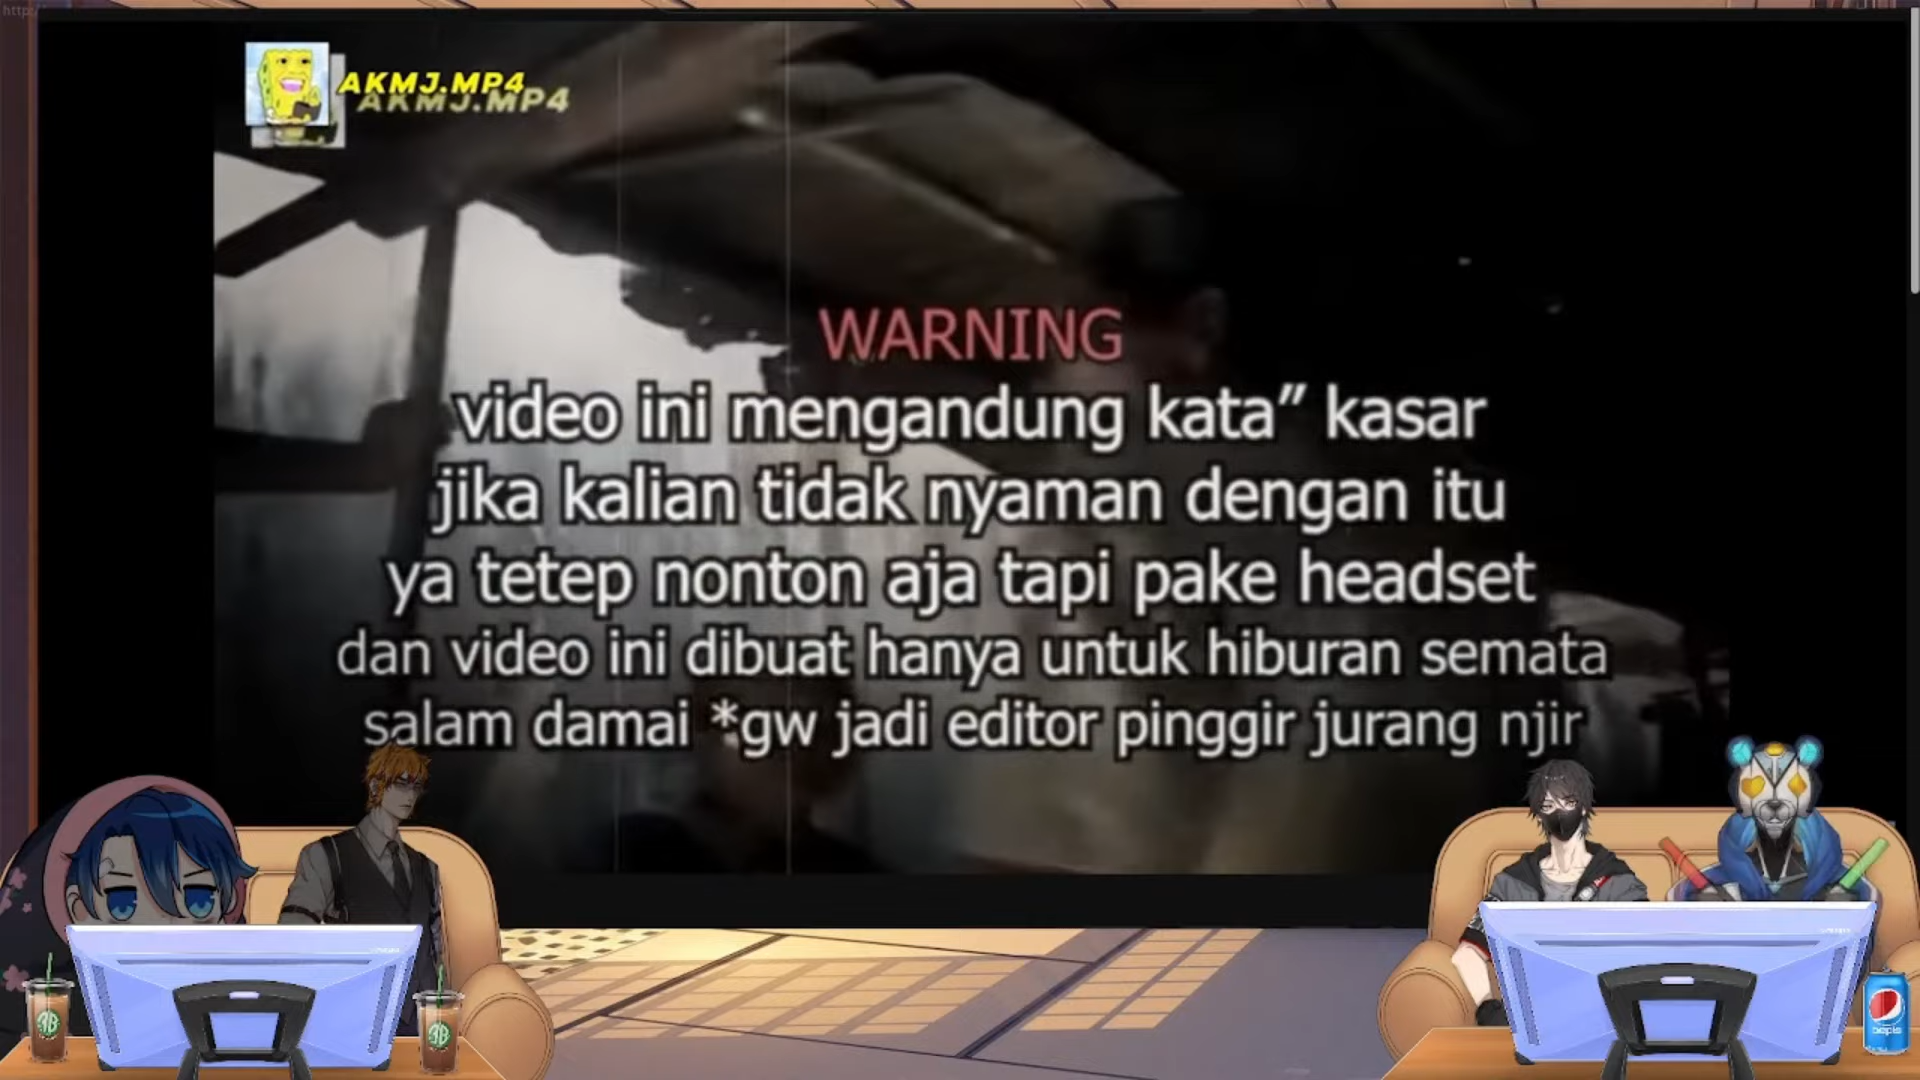 http:/
AKMJ.MP4
AKMJ.MP4
WARNING
video ini mengandung kata” kasar
jika kalian tidak nyaman dengan itu
ya tetep nonton aja tapi pake headset
dan video ini dibuat hanya untuk hiburan semata
salam damai *gw jadi editor pinggir jurang njir
bepis